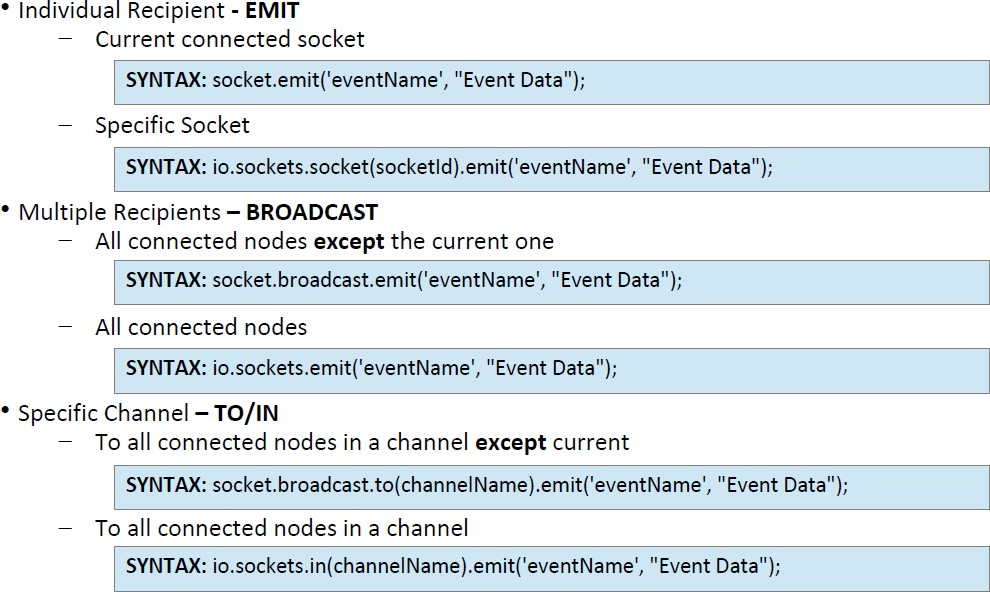 • Individual Recipient - EMIT
– Current connected socket
SYNTAX: socket.emit('eventName', "Event Data");
– Specific Socket
SYNTAX: io.sockets.socket(socketId).emit('eventName', "Event Data");
• Multiple Recipients – BROADCAST
– All connected nodes except the current one
SYNTAX: socket.broadcast.emit('eventName', "Event Data");
– All connected nodes
SYNTAX: io.sockets.emit('eventName', "Event Data");
• Specific Channel – TO/IN
– To all connected nodes in a channel except current
SYNTAX: socket.broadcast.to(channelName).emit('eventName', "Event Data");
– To all connected nodes in a channel
SYNTAX: io.sockets.in(channelName).emit('eventName', "Event Data");